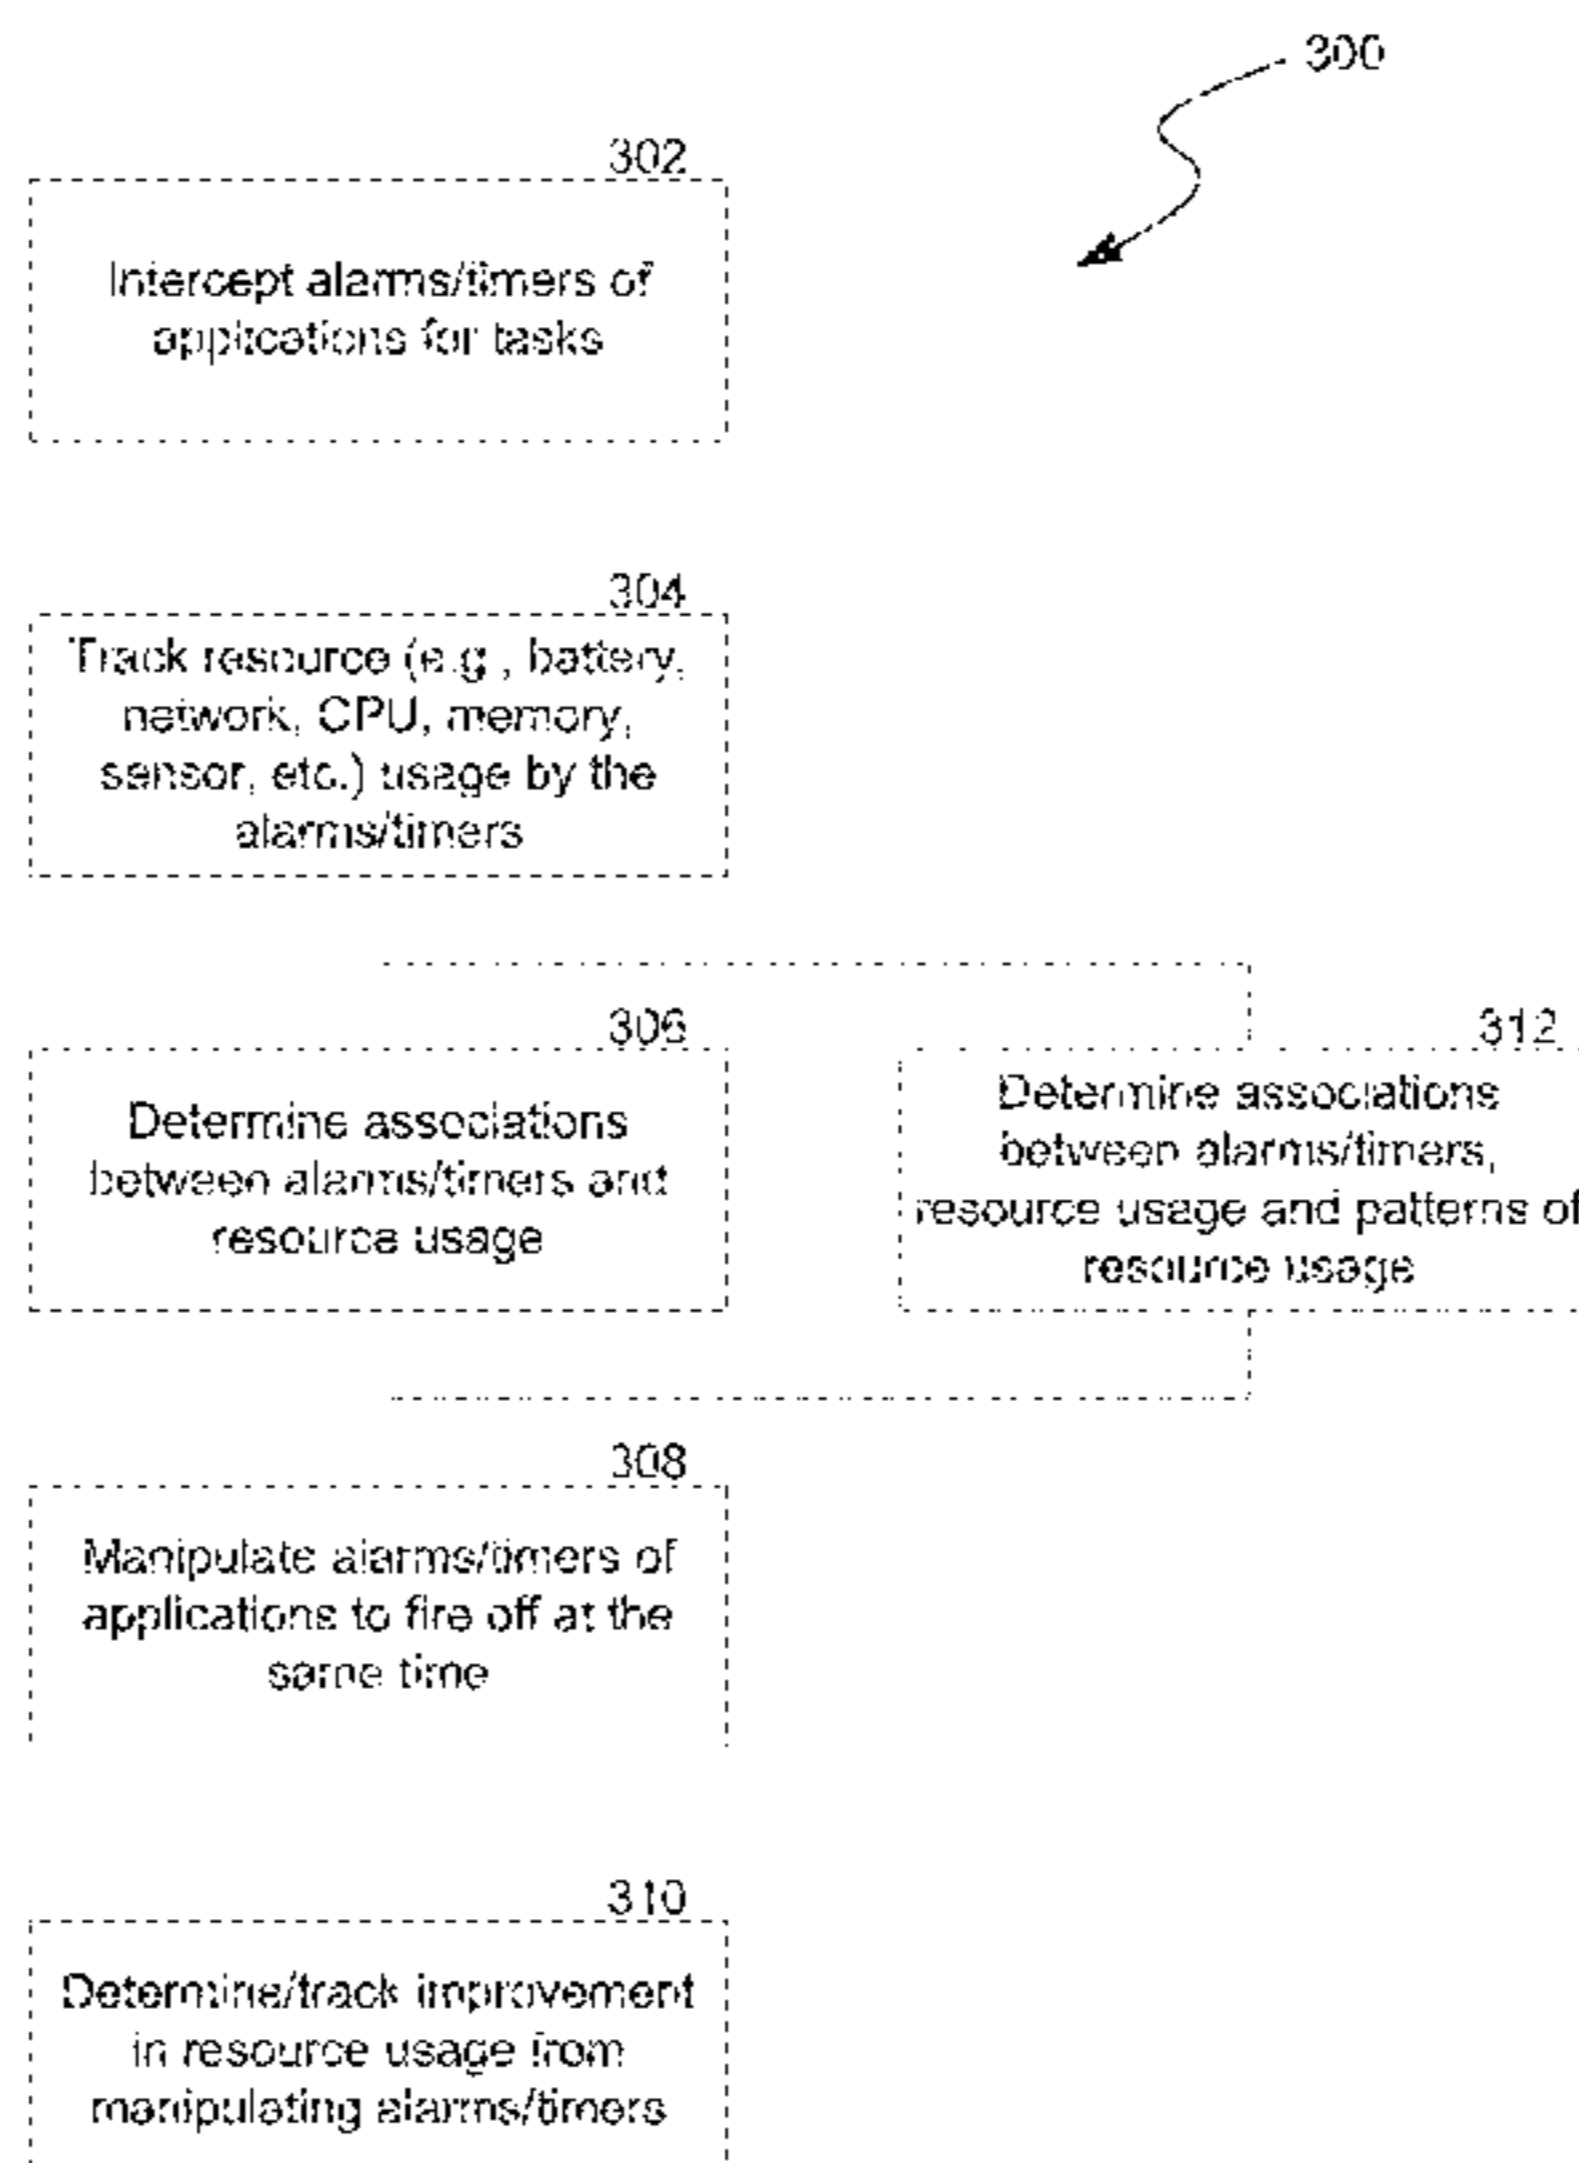 300
302
Intercept alarms/timers of
applications for tasks
304
Track resource (e.g., battery,
network, CPU, memory,
sensor, etc.) usage by the
alarms/timers
306
Determine associations
between alarms/timers and
resource usage
312
Determine associations
between alarms/timers,
resource usage and patterns of
resource usage
308
Manipulate alarms/timers of
applications to fire off at the
same time
310
Determine/track improvement
in resource usage from
manipulating alarms/timers